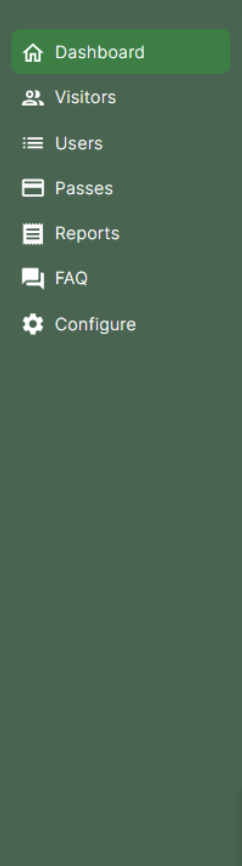 Dashboard
Visitors
Users
Passes
Reports
FAQ
Configure